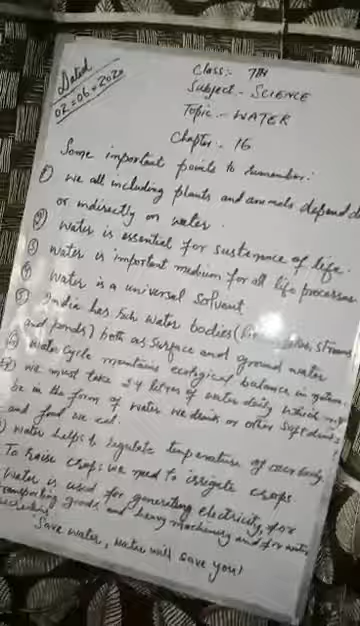 Dated
02-06-2020
Class:- 7TH
Subject:- SCIENCE
Topic:- WATER
Chapter:- 16
Some important points to remember:
① We all including plants and animals depend
or indirectly on water.
② Water is essential for sustenance of life.
③ Water is important medium for all life processes
④ Water is a universal solvent
⑤ India has water bodies (
and ponds) both as surface and ground water
⑥ Water cycle maintains ecological balance in nature.
We must take 2-4 litres of water daily which
be in the form of water we drink or other soft drinks
and food we eat.
Water helps to regulate temperature of our body.
To raise crops we need to irrigate crops.
Water is used for generating electricity, for
transporting goods and heavy machinery and for water
Save water, water will save you!